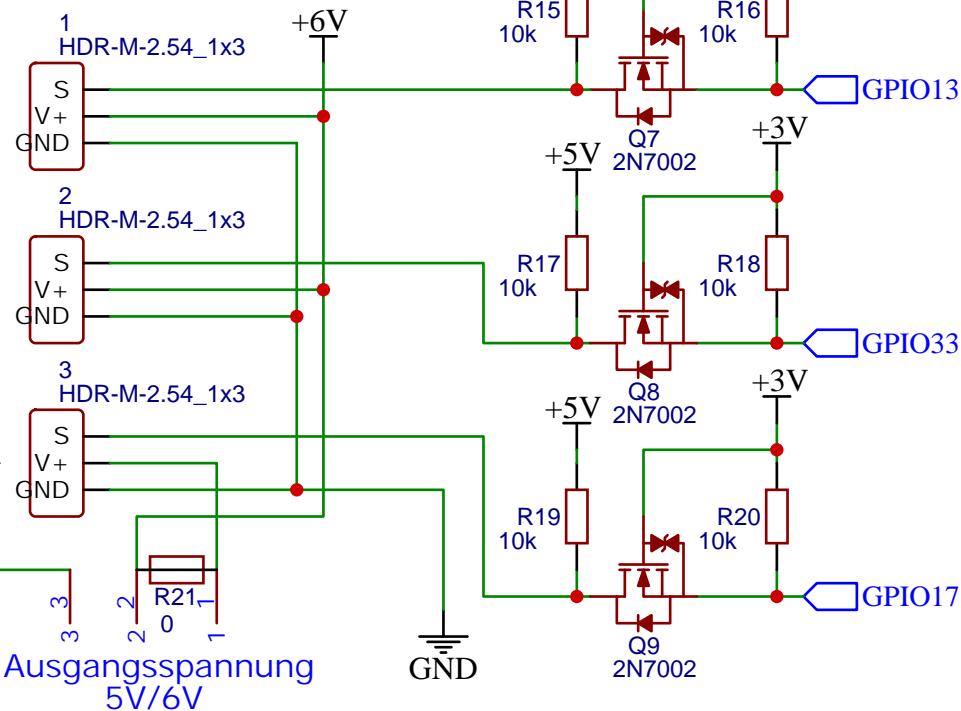 1
HDR-M-2.54_1x3
S
V+
GND
+6V
R15
10k
R16
10k
GPIO13
Q7
2N7002
2
HDR-M-2.54_1x3
S
V+
GND
+5V
+3V
R17
10k
R18
10k
GPIO33
Q8
2N7002
3
HDR-M-2.54_1x3
S
V+
GND
+5V
+3V
R19
10k
R20
10k
GPIO17
Q9
2N7002
R21
0
3
2
1
3
2
1
GND
Ausgangsspannung
5V/6V